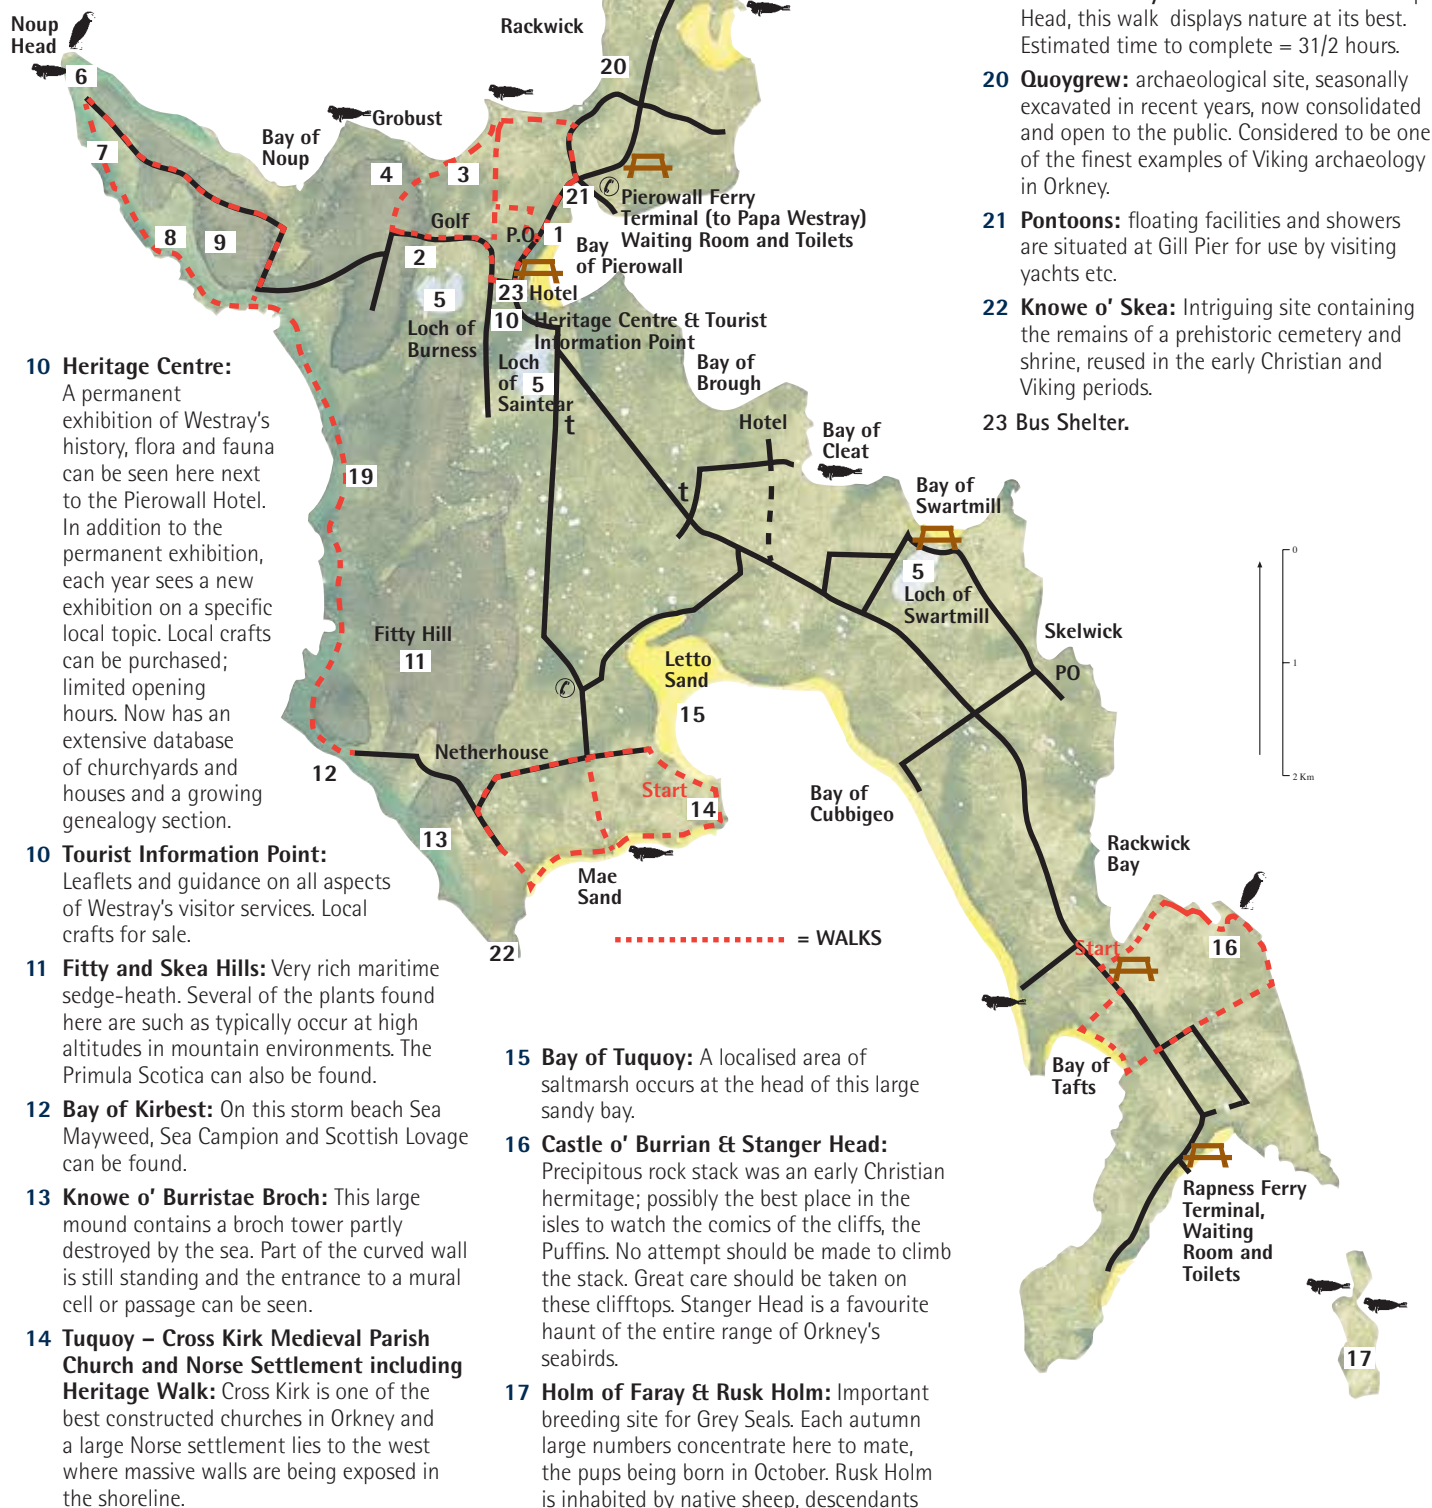 Noup
Head
6
7
8
9
Bay of
Noup
Grobust
4
3
Golf
2
5
Loch of
Burness
Rackwick
20
21
Pierowall Ferry
Terminal (to Papa Westray)
Waiting Room and Toilets
P.O.
1
Bay
of Pierowall
23 Hotel
10
Heritage Centre & Tourist
Information Point
Loch
of 5
Saintear
t
Bay of
Brough
Hotel
Bay of
Cleat
t
Bay of
Swartmill
5
Loch of
Swartmill
Skelwick
PO
19
Fitty Hill
11
Letto
Sand
15
Netherhouse
12
Start
14
13
Mae
Sand
22
Bay of
Cubbigeo
Rackwick
Bay
Start
16
Bay of
Tafts
Rapness Ferry
Terminal,
Waiting
Room and
Toilets
17
0
1
2 Km
= WALKS
10 Heritage Centre:
A permanent
exhibition of Westray's
history, flora and fauna
can be seen here next
to the Pierowall Hotel.
In addition to the
permanent exhibition,
each year sees a new
exhibition on a specific
local topic. Local crafts
can be purchased;
limited opening
hours. Now has an
extensive database
of churchyards and
houses and a growing
genealogy section.
10 Tourist Information Point:
Leaflets and guidance on all aspects
of Westray's visitor services. Local
crafts for sale.
11 Fitty and Skea Hills: Very rich maritime
sedge-heath. Several of the plants found
here are such as typically occur at high
altitudes in mountain environments. The
Primula Scotica can also be found.
12 Bay of Kirbest: On this storm beach Sea
Mayweed, Sea Campion and Scottish Lovage
can be found.
13 Knowe o' Burristae Broch: This large
mound contains a broch tower partly
destroyed by the sea. Part of the curved wall
is still standing and the entrance to a mural
cell or passage can be seen.
14 Tuquoy – Cross Kirk Medieval Parish
Church and Norse Settlement including
Heritage Walk: Cross Kirk is one of the
best constructed churches in Orkney and
a large Norse settlement lies to the west
where massive walls are being exposed in
the shoreline.
15 Bay of Tuquoy: A localised area of
saltmarsh occurs at the head of this large
sandy bay.
16 Castle o' Burrian & Stanger Head:
Precipitous rock stack was an early Christian
hermitage; possibly the best place in the
isles to watch the comics of the cliffs, the
Puffins. No attempt should be made to climb
the stack. Great care should be taken on
these clifftops. Stanger Head is a favourite
haunt of the entire range of Orkney's
seabirds.
17 Holm of Faray & Rusk Holm: Important
breeding site for Grey Seals. Each autumn
large numbers concentrate here to mate,
the pups being born in October. Rusk Holm
is inhabited by native sheep, descendants
Head, this walk displays nature at its best.
Estimated time to complete = 31/2 hours.
20 Quoygrew: archaeological site, seasonally
excavated in recent years, now consolidated
and open to the public. Considered to be one
of the finest examples of Viking archaeology
in Orkney.
21 Pontoons: floating facilities and showers
are situated at Gill Pier for use by visiting
yachts etc.
22 Knowe o' Skea: Intriguing site containing
the remains of a prehistoric cemetery and
shrine, reused in the early Christian and
Viking periods.
23 Bus Shelter.